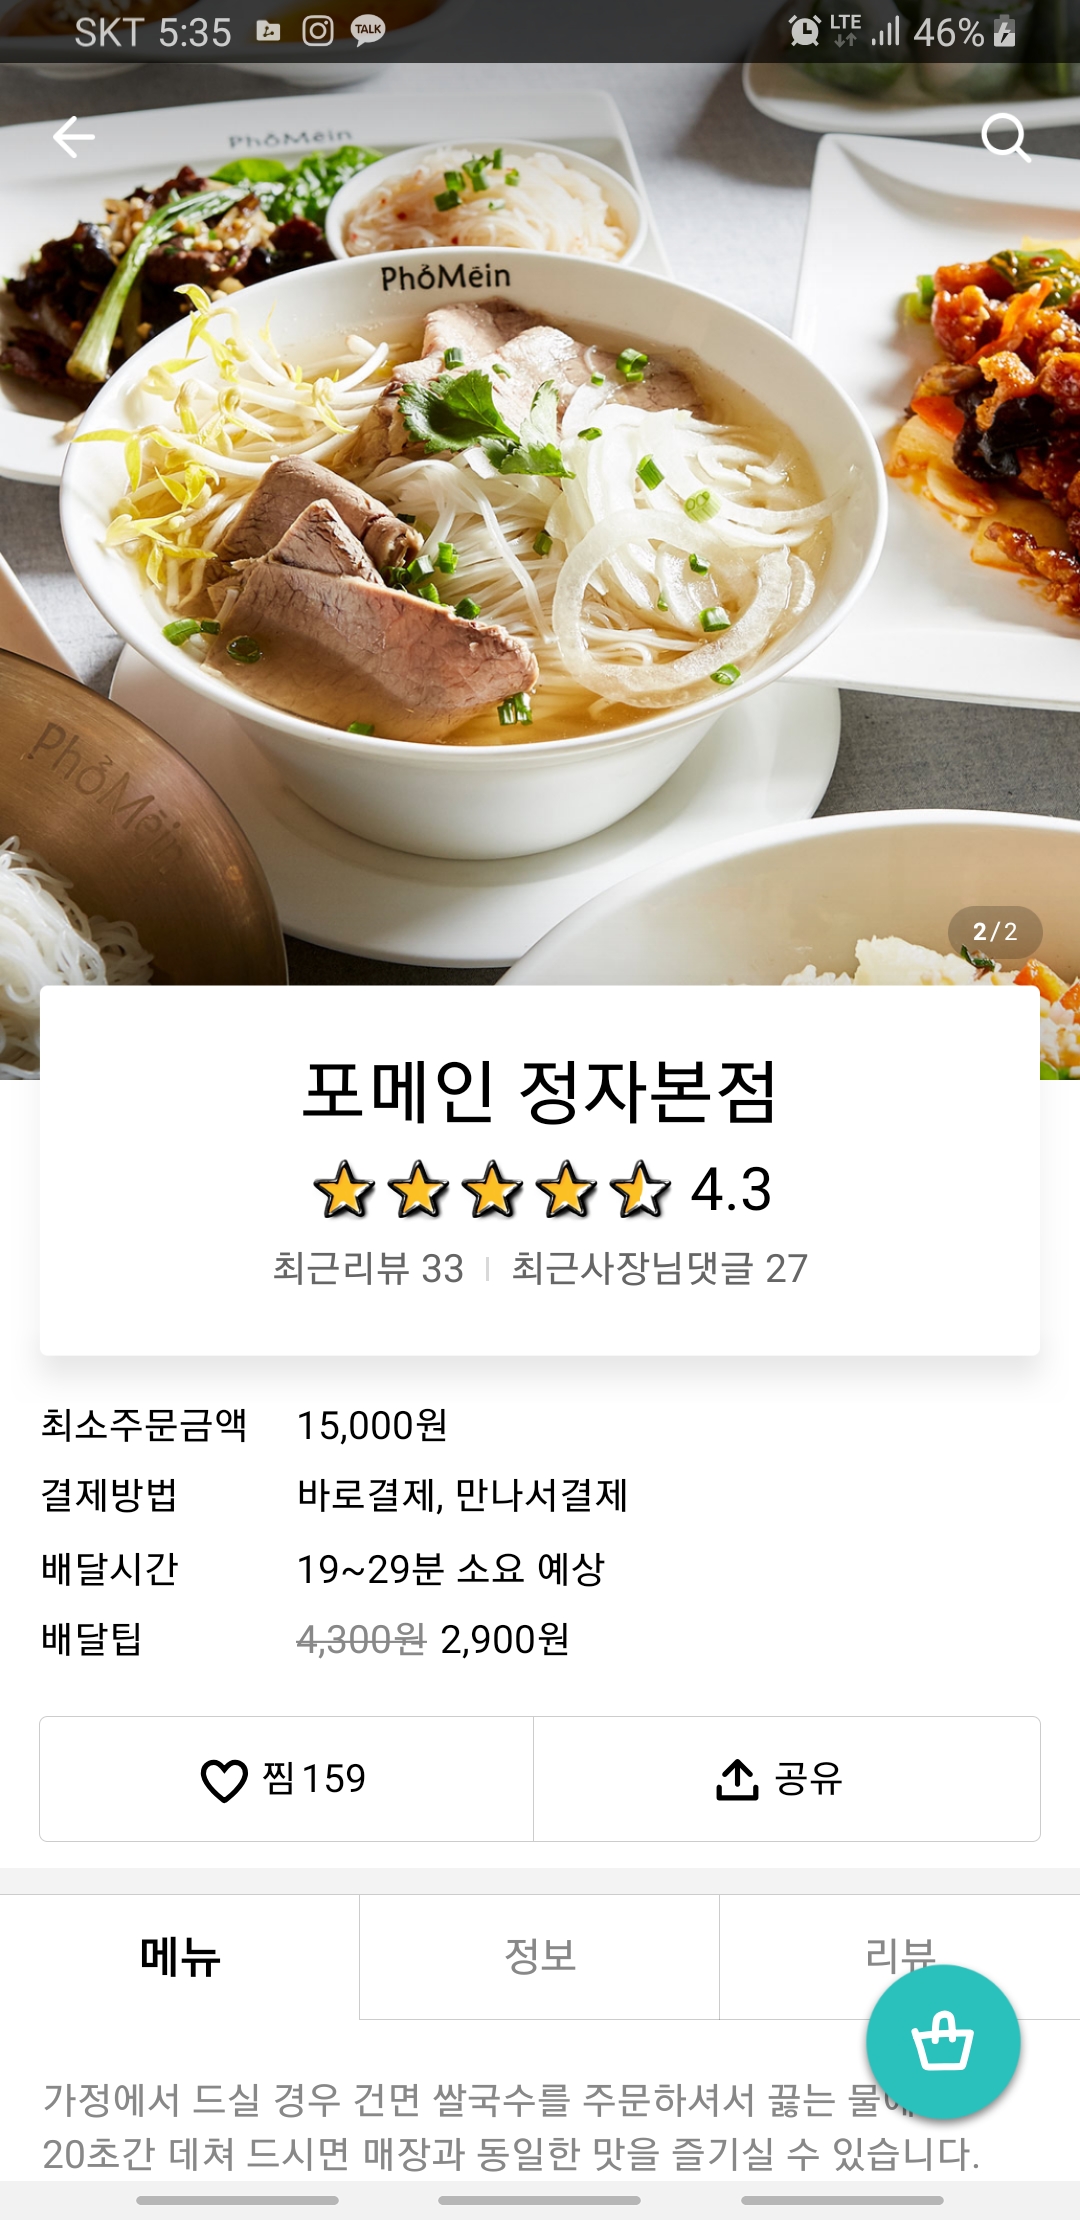 SKT 5:35 TALK LTE 46%
PhởMēin
PhởMēin
PhởMēin
2/2
포메인 정자본점
4.3
최근리뷰 33 | 최근사장님댓글 27
최소주문금액 15,000원
결제방법 바로결제, 만나서결제
배달시간 19~29분 소요 예상
배달팁 4,300원 2,900원
찜 159 공유
메뉴 정보 리뷰
가정에서 드실 경우 건면 쌀국수를 주문하셔서 끓는 물에
20초간 데쳐 드시면 매장과 동일한 맛을 즐기실 수 있습니다.